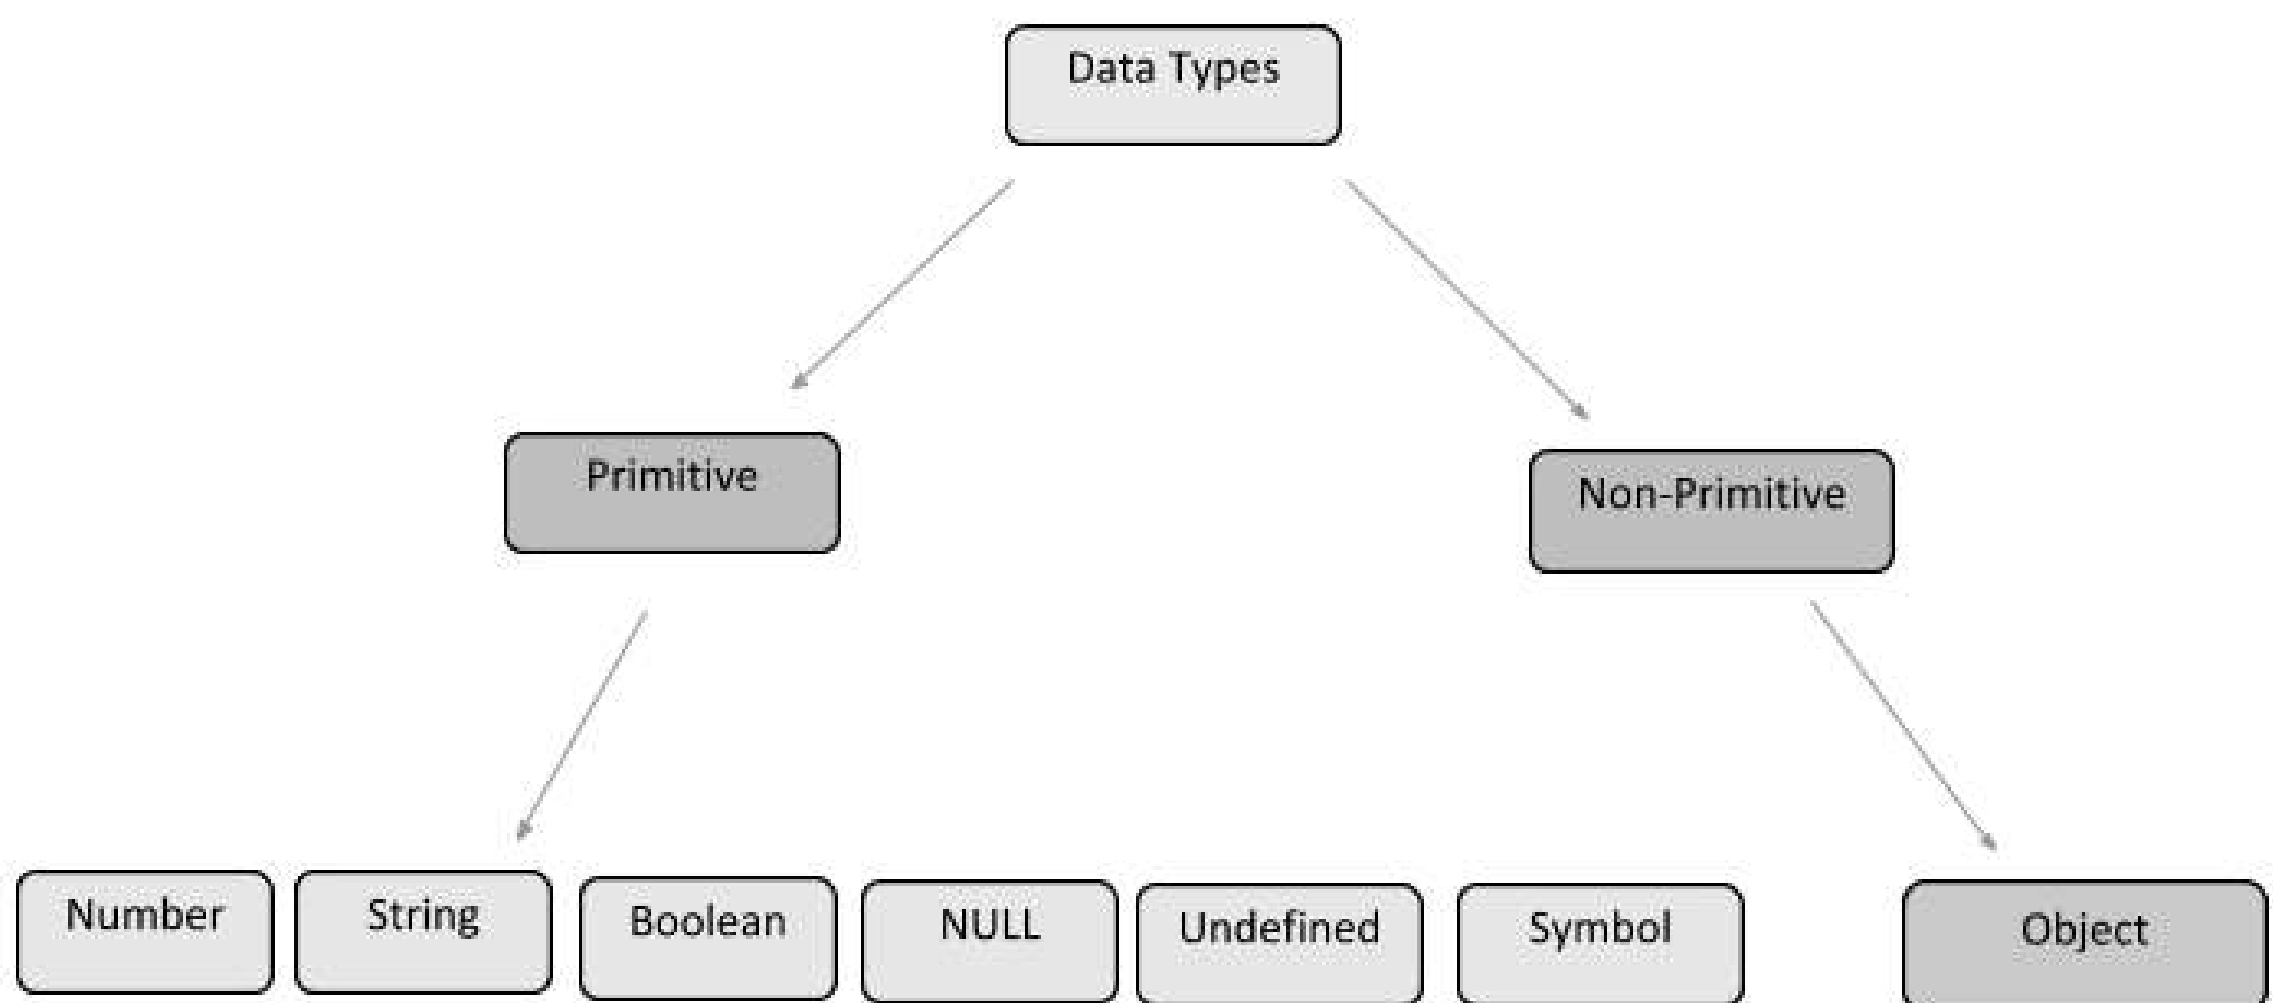 Data Types
Primitive
Non-Primitive
Number
String
Boolean
NULL
Undefined
Symbol
Object